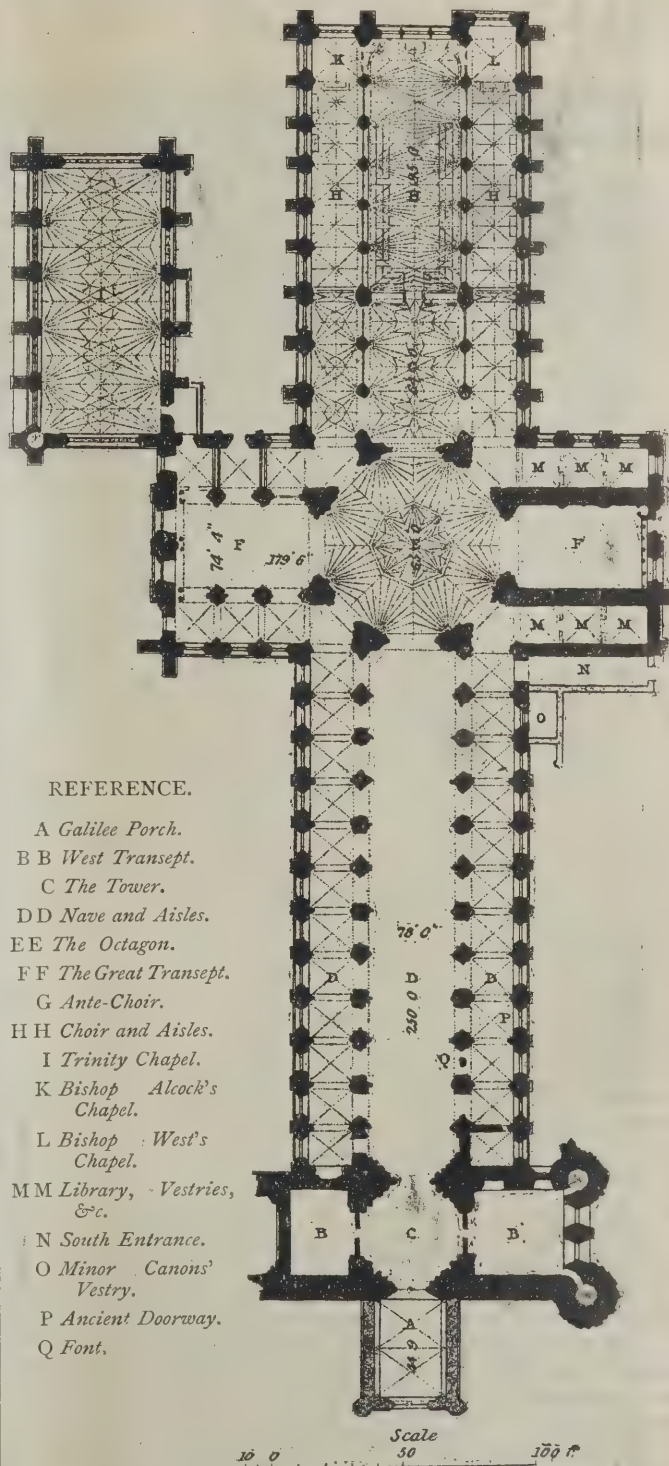 K
L
H
H
F
74' 4"
179' 6
M M M
F
M M M
N
O
REFERENCE.
A Galilee Porch.
B B West Transept.
C The Tower.
D D Nave and Aisles.
E E The Octagon.
F F The Great Transept.
G Ante-Choir.
H H Choir and Aisles.
I Trinity Chapel.
K Bishop Alcock's
Chapel.
L Bishop West's
Chapel.
M M Library, Vestries,
&c.
N South Entrance.
O Minor Canons'
Vestry.
P Ancient Doorway.
Q Font.
78' 0"
D D D
250 0
P
Q
B C B
A
Scale
10 0 50 100 f.